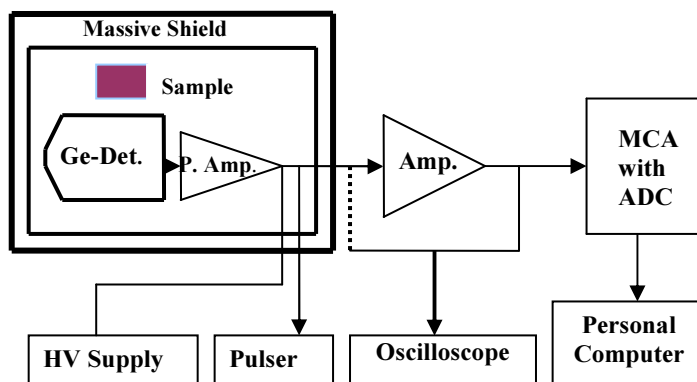 Massive Shield
Sample
Ge-Det.
P. Amp.
Amp.
MCA
with
ADC
HV Supply
Pulser
Oscilloscope
Personal
Computer